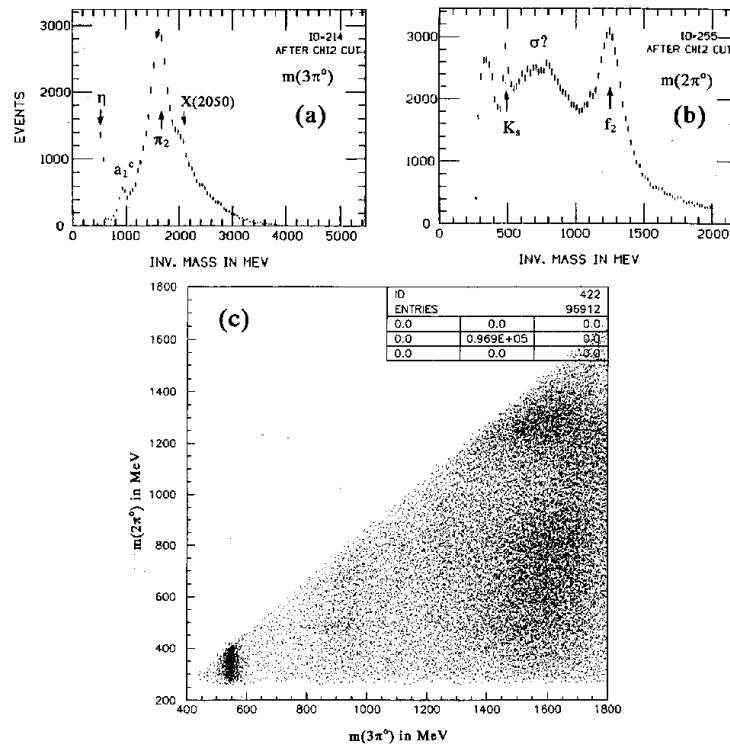 ID-214
AFTER CHI2 CUT
m(3π°)
X(2050)
η
(a)
π₂
a₁ᶜ
EVENTS
3000
2000
1000
0
0 1000 2000 3000 4000 5000
INV. MASS IN MEV
ID-255
AFTER CHI2 CUT
σ?
m(2π°)
(b)
Kₛ
f₂
3000
2000
1000
0
0 500 1000 1500 2000
INV. MASS IN MEV
(c)
ID 422
ENTRIES 96912
0.0 0.0 0.0
0.0 0.969E+05 0.0
0.0 0.0 0.0
m(2π°) in MeV
1800
1600
1400
1200
1000
800
600
400
200
400 600 800 1000 1200 1400 1600 1800
m(3π°) in MeV